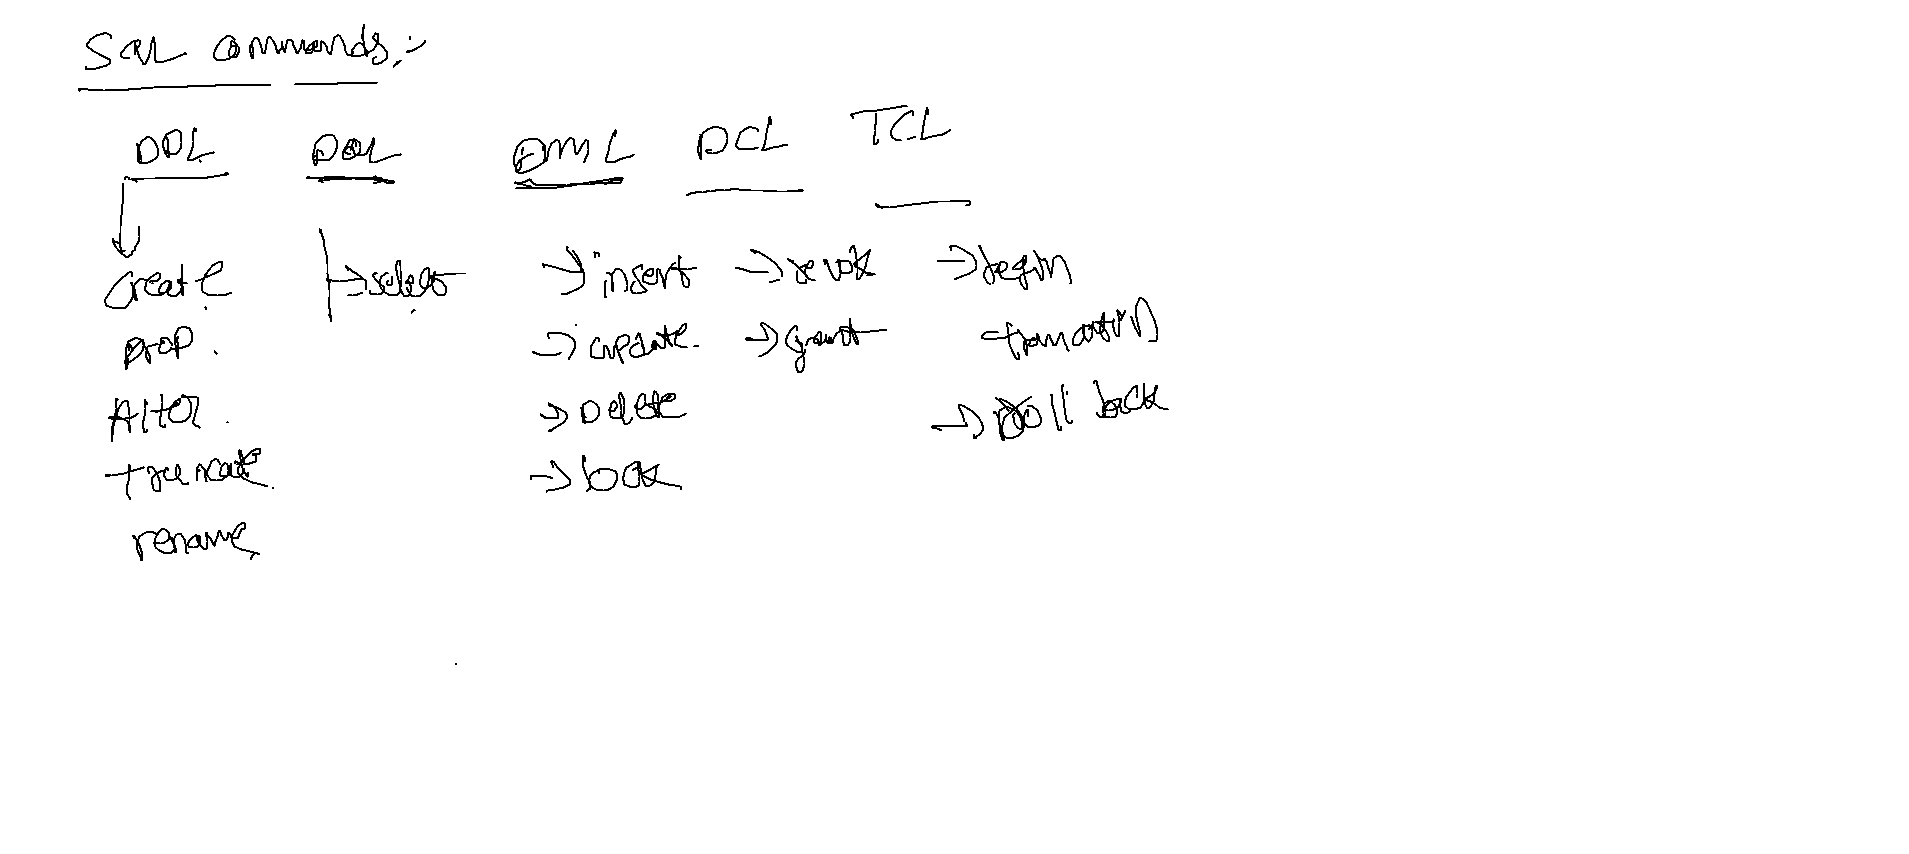 SQL commands:-
DDL DQL DML DCL TCL
create → select → insert → revok → begin
Drop. → update. → grant transaction
Alter. → Delete → Roll back
truncate. → lock
rename